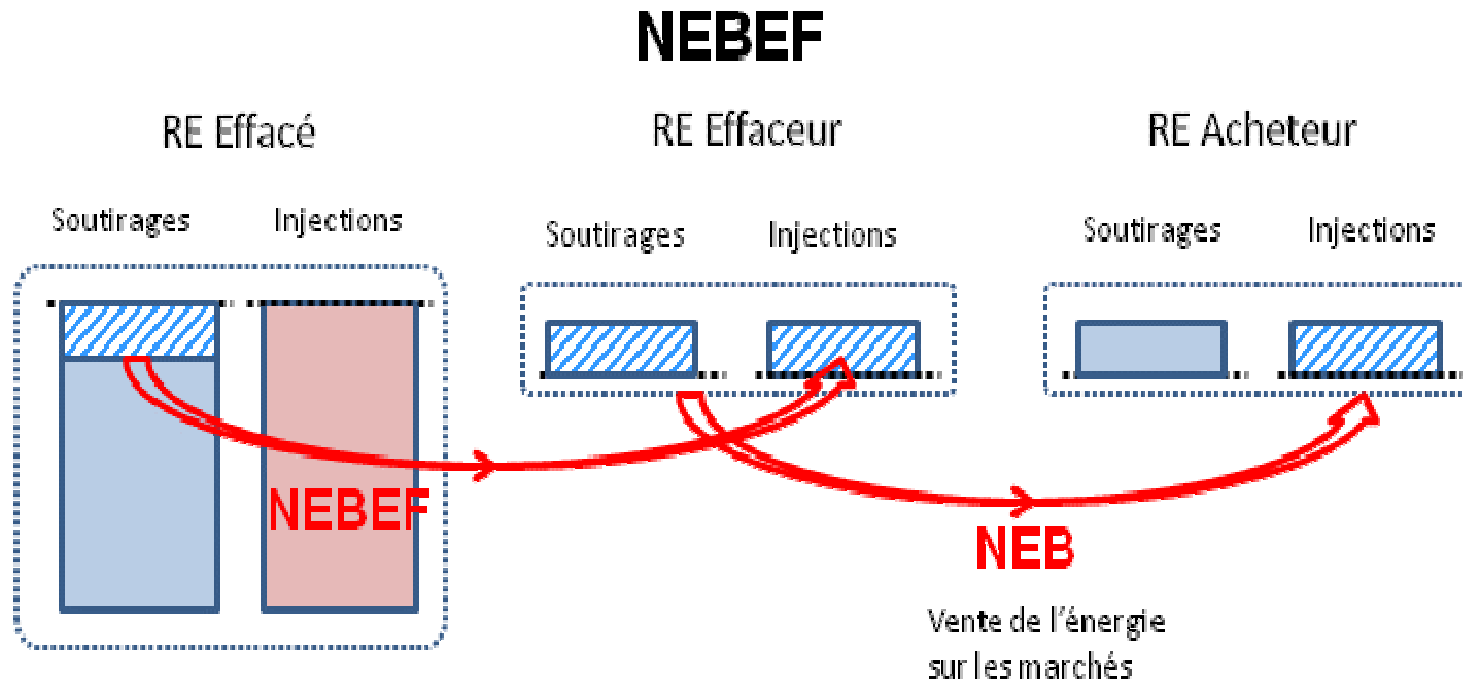 NEBEF
RE Effacé
RE Effaceur
RE Acheteur
Soutirages
Injections
Soutirages
Injections
Soutirages
Injections
NEBEF
NEB
Vente de l'énergie
sur les marchés